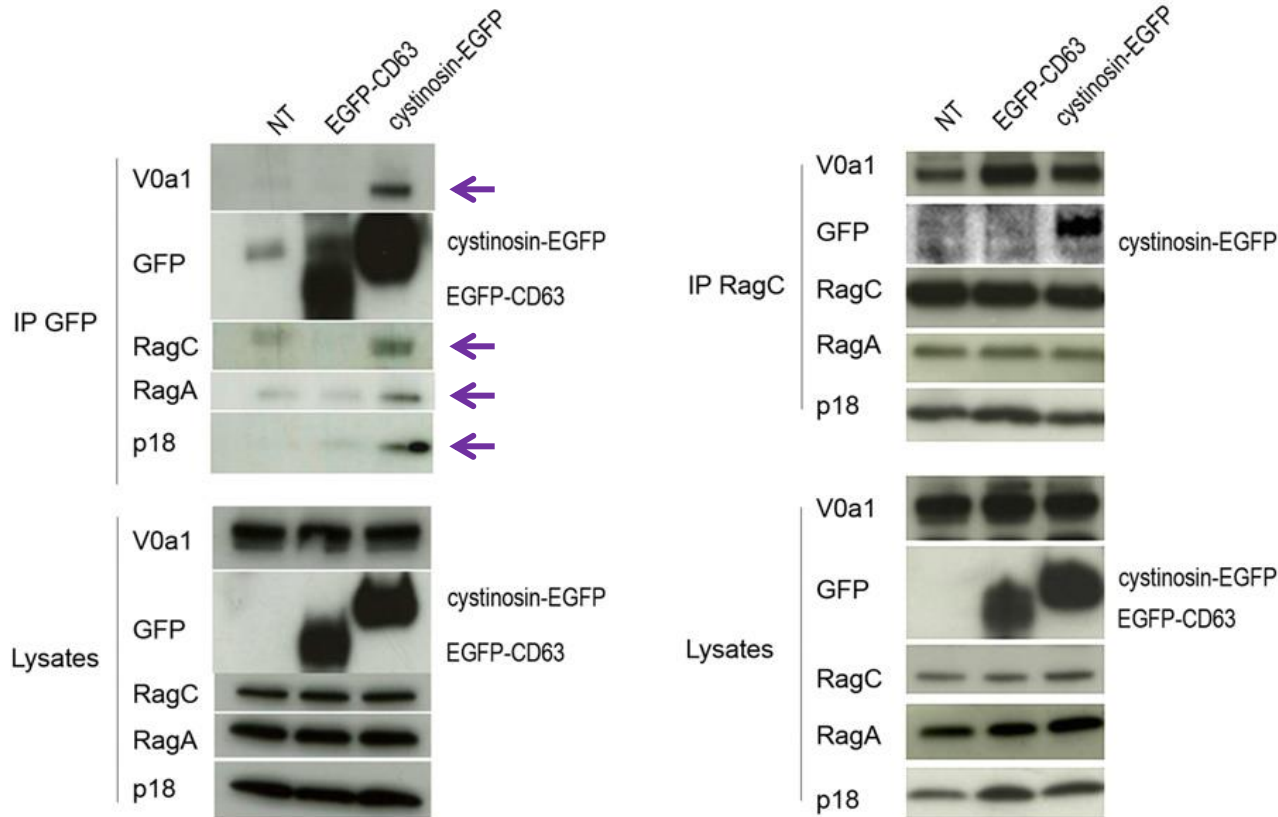 NT
EGFP-CD63
cystinosin-EGFP
IP GFP
V0a1
GFP
cystinosin-EGFP
EGFP-CD63
RagC
RagA
p18
Lysates
V0a1
GFP
cystinosin-EGFP
EGFP-CD63
RagC
RagA
p18
NT
EGFP-CD63
cystinosin-EGFP
IP RagC
V0a1
GFP
cystinosin-EGFP
RagC
RagA
p18
Lysates
V0a1
GFP
cystinosin-EGFP
EGFP-CD63
RagC
RagA
p18